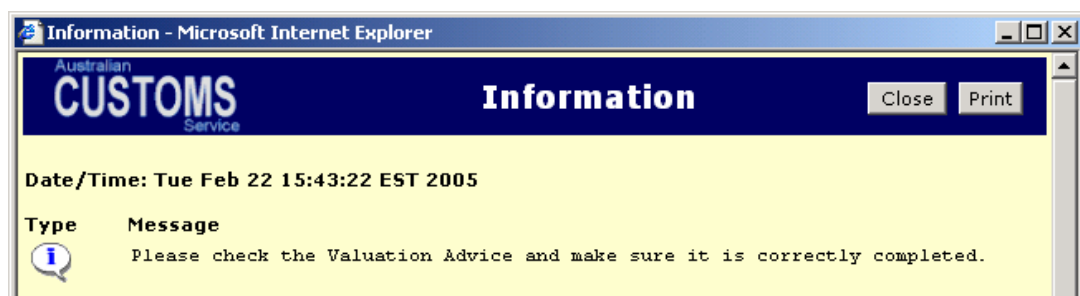 Information - Microsoft Internet Explorer
Australian
CUSTOMS
Service
Information
Close
Print
Date/Time: Tue Feb 22 15:43:22 EST 2005
Type Message
Please check the Valuation Advice and make sure it is correctly completed.